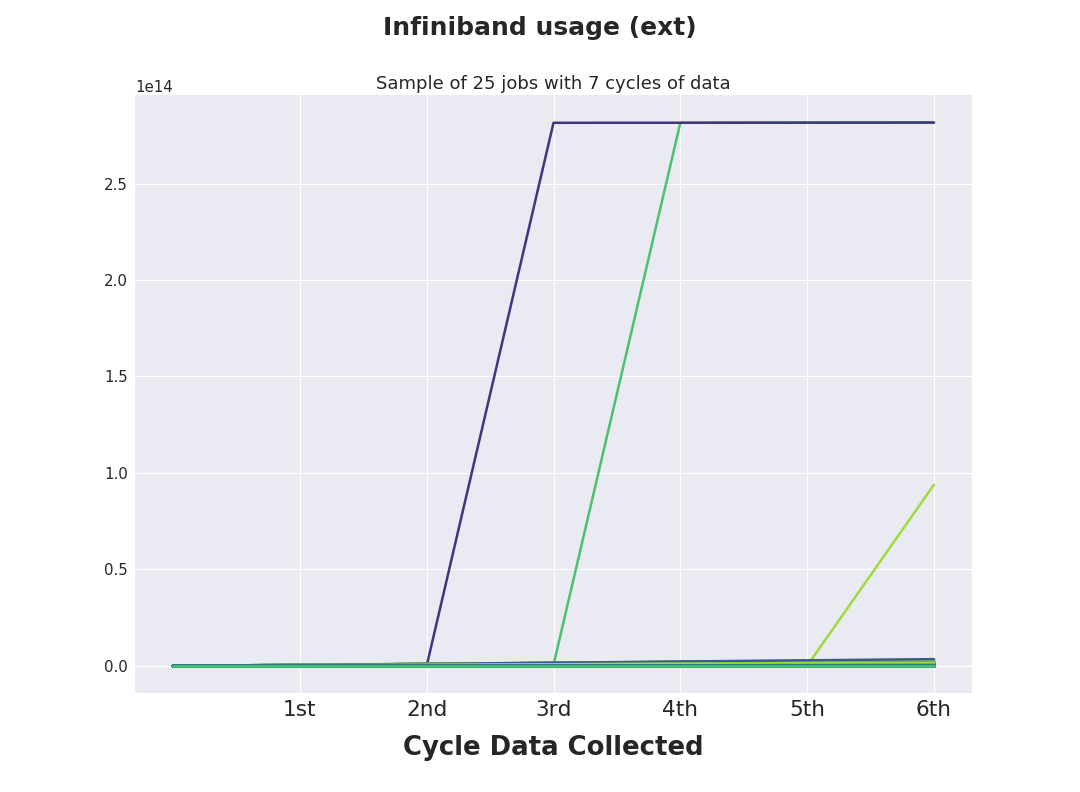 Infiniband usage (ext)
Sample of 25 jobs with 7 cycles of data
1e14
2.5
2.0
1.5
1.0
0.5
0.0
1st 2nd 3rd 4th 5th 6th
Cycle Data Collected